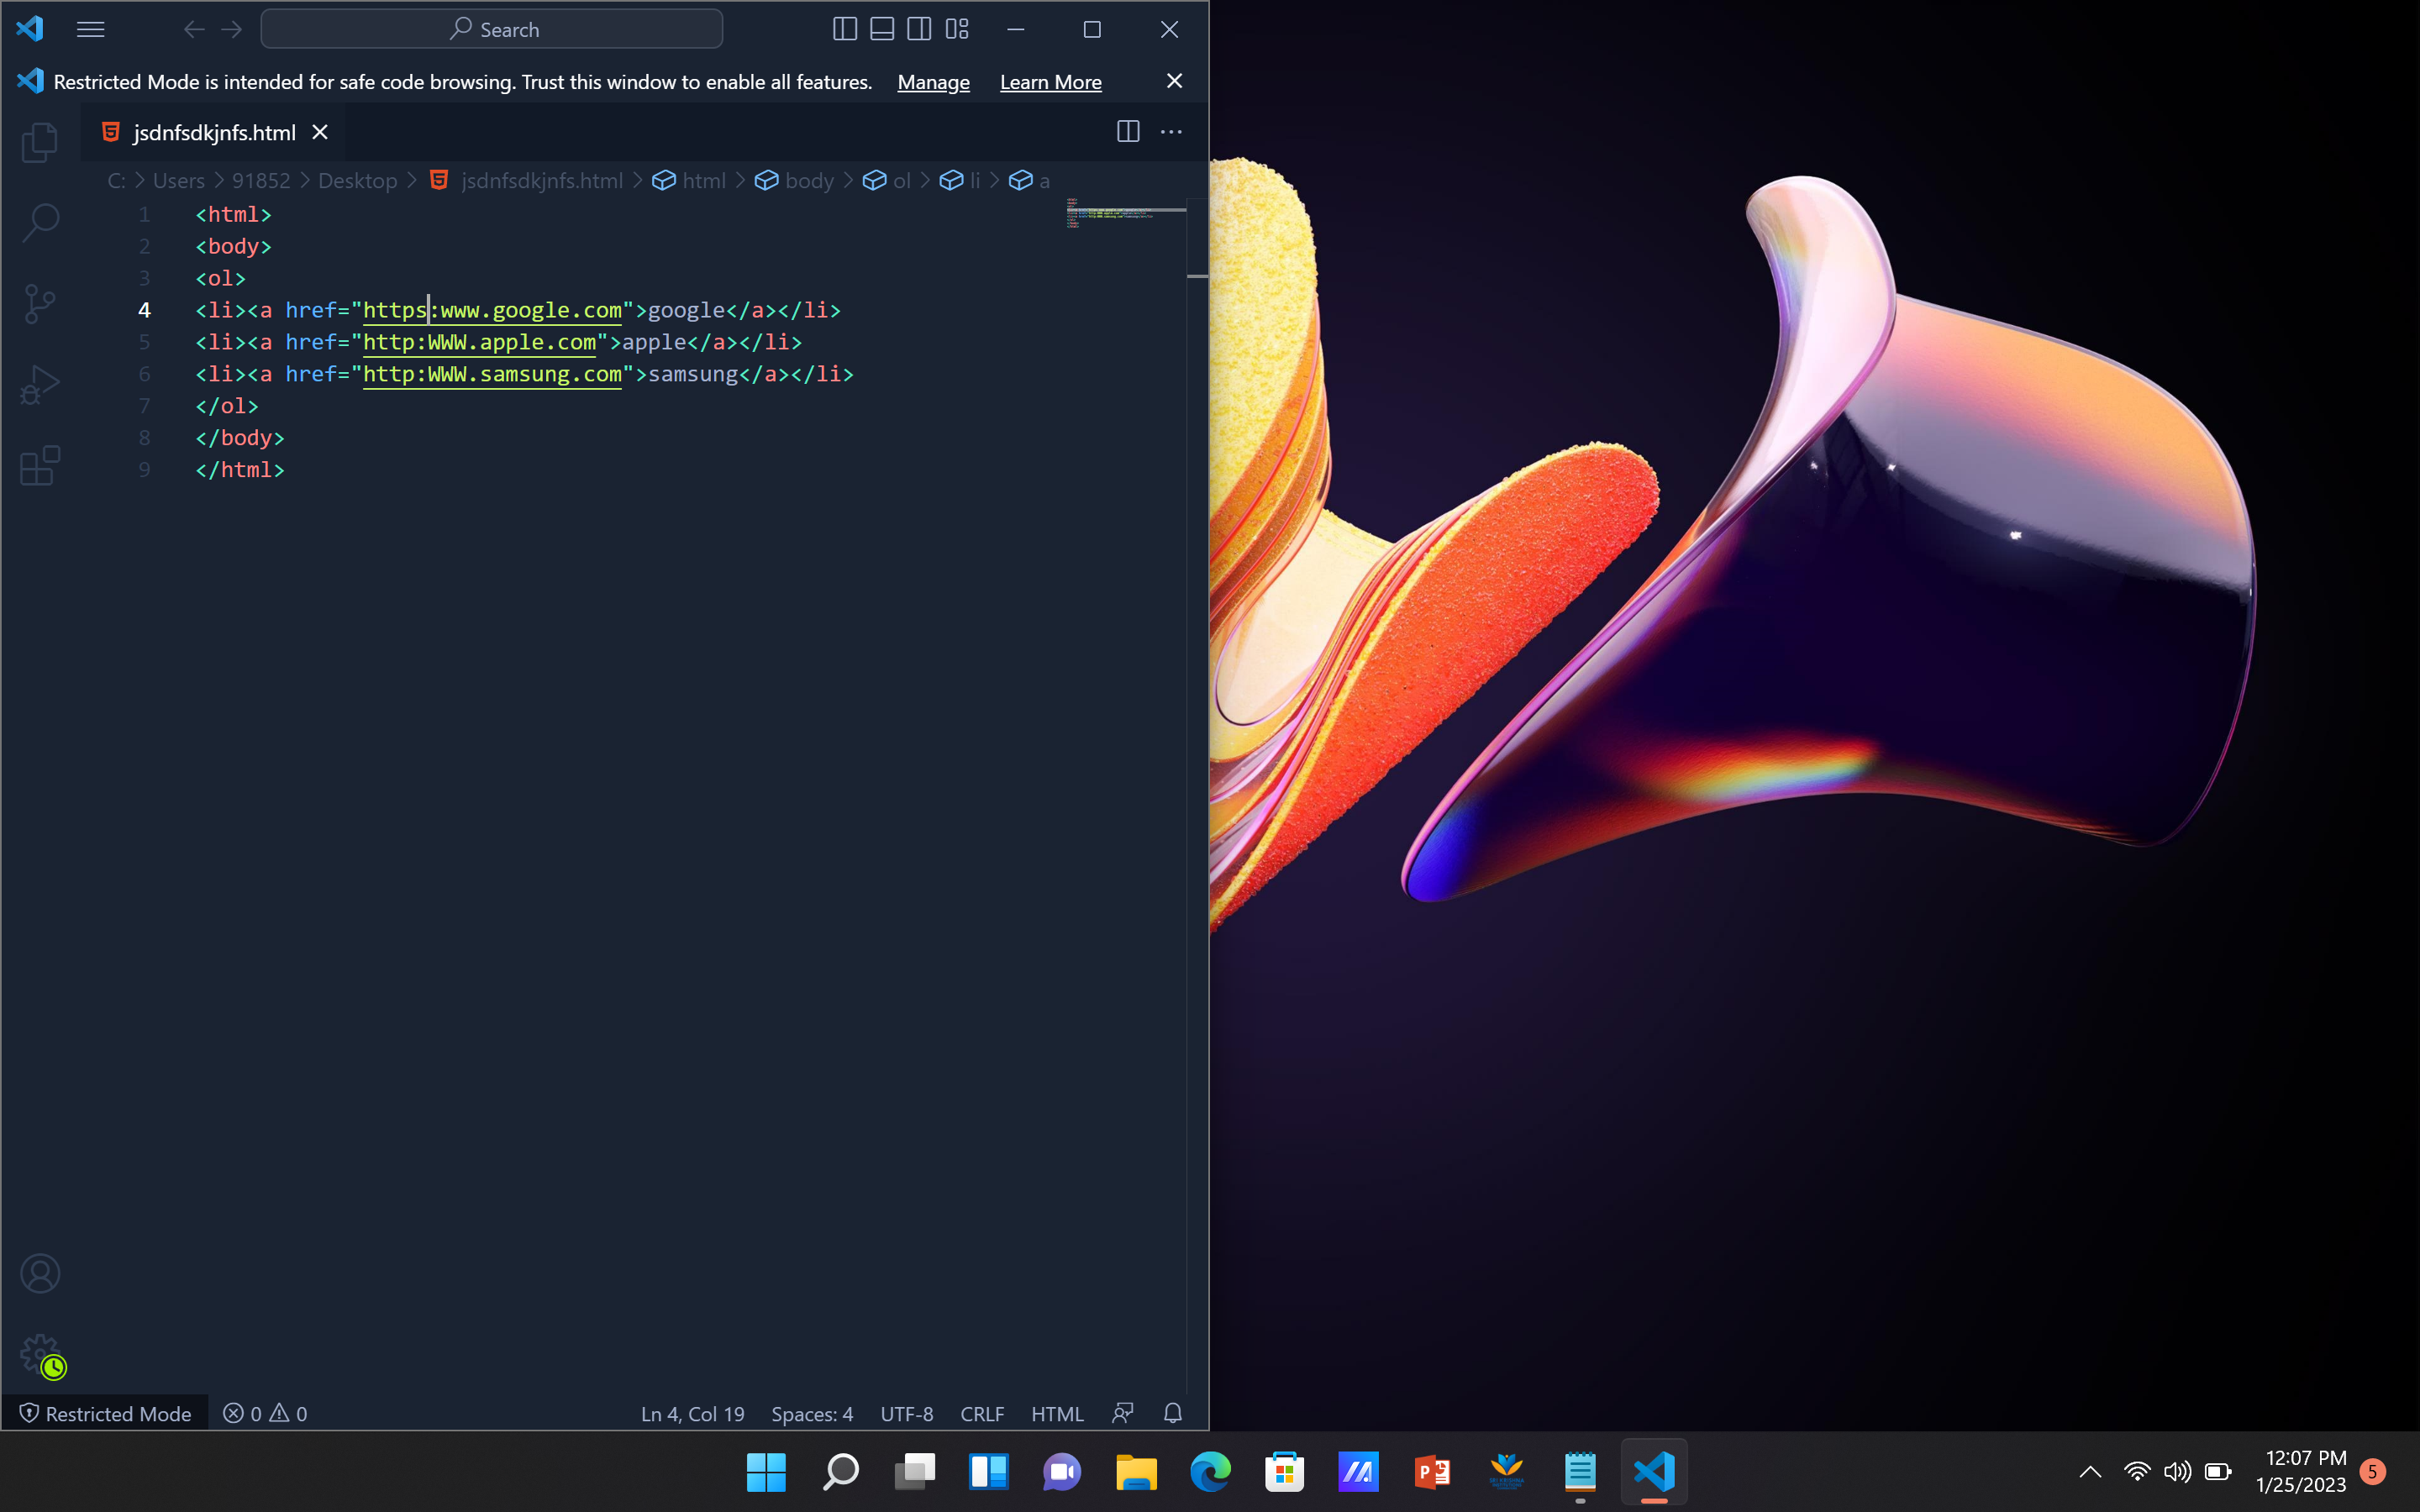 Search
Restricted Mode is intended for safe code browsing. Trust this window to enable all features. Manage Learn More
jsdnfsdkjnfs.html
C: > Users > 91852 > Desktop > jsdnfsdkjnfs.html > html > body > ol > li > a
1 <html>
2 <body>
3 <ol>
4 <li><a href="https:www.google.com">google</a></li>
5 <li><a href="http:WWW.apple.com">apple</a></li>
6 <li><a href="http:WWW.samsung.com">samsung</a></li>
7 </ol>
8 </body>
9 </html>
Restricted Mode 0 0 Ln 4, Col 19 Spaces: 4 UTF-8 CRLF HTML
12:07 PM
1/25/2023
5